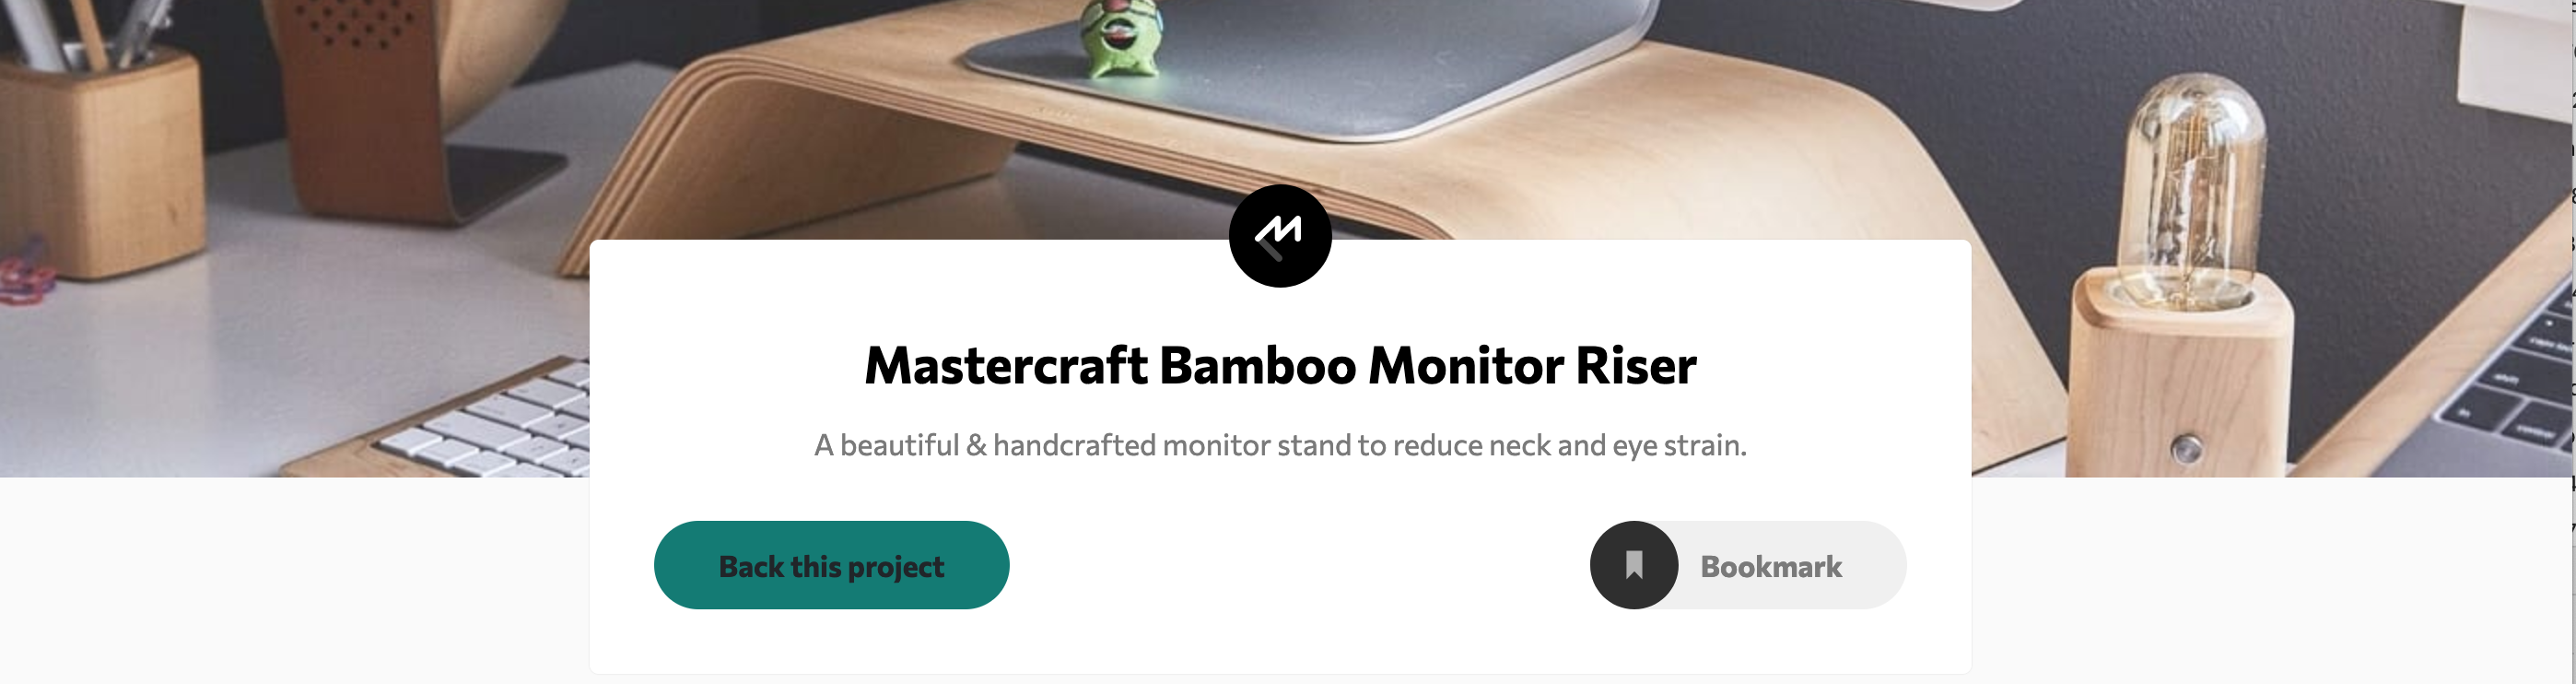 Mastercraft Bamboo Monitor Riser
A beautiful & handcrafted monitor stand to reduce neck and eye strain.
Back this project
Bookmark